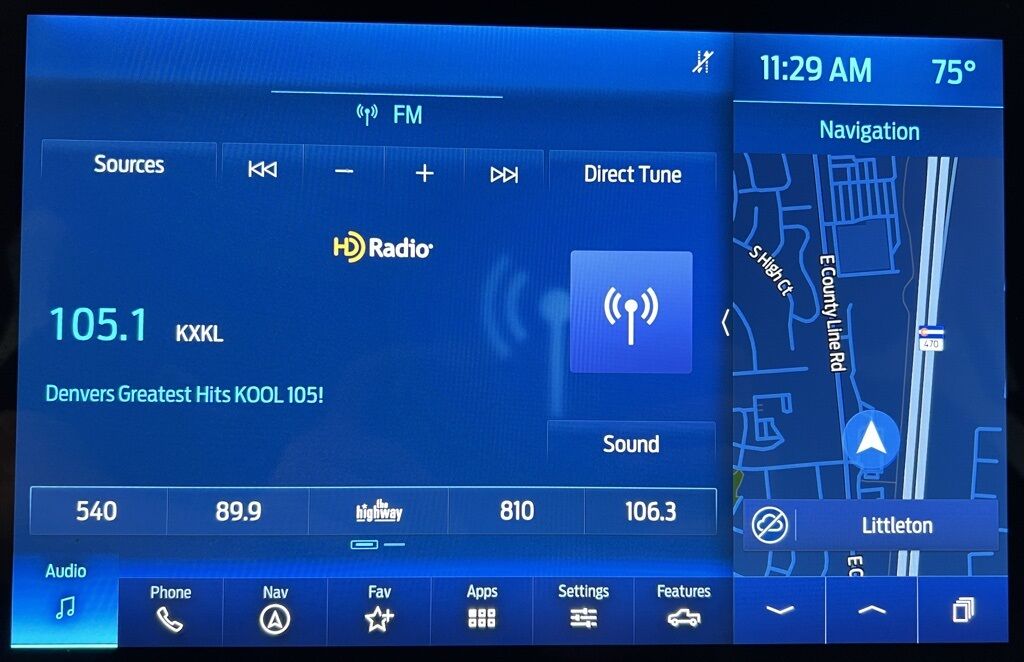 11:29 AM 75°
FM
Navigation
Sources
Direct Tune
HD Radio
S High Ct
E County Line Rd
105.1 KXKL
470
Denvers Greatest Hits KOOL 105!
Sound
540 89.9 the highway 810 106.3
Littleton
Audio
Phone Nav Fav Apps Settings Features